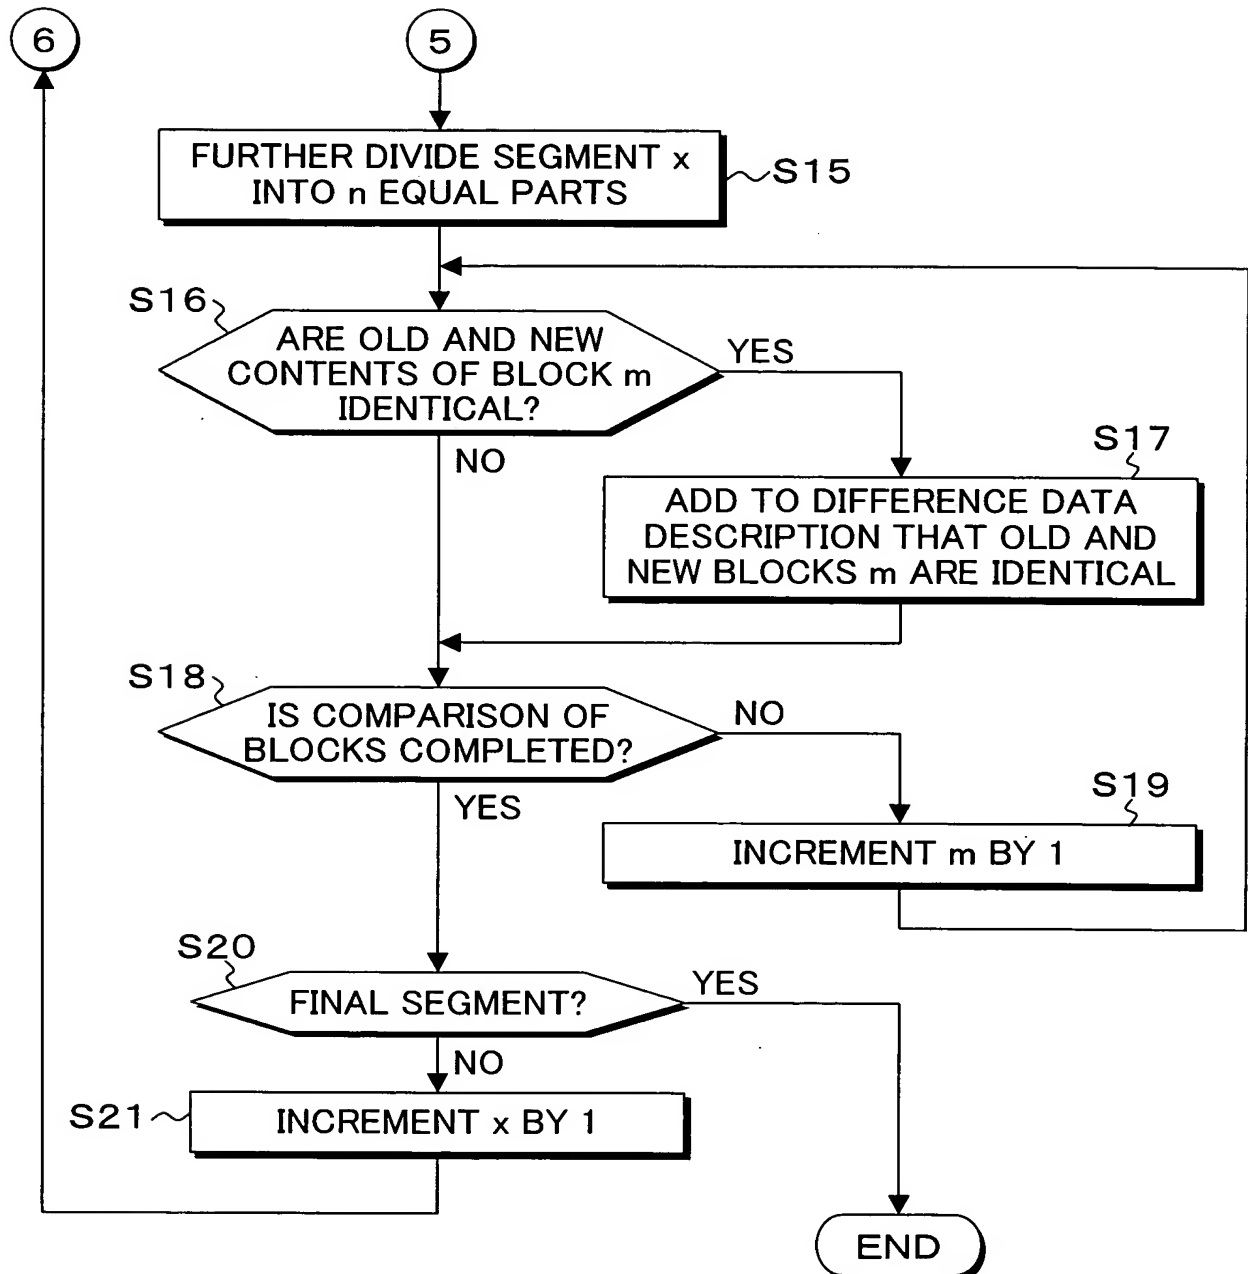 6
5
FURTHER DIVIDE SEGMENT x
INTO n EQUAL PARTS
S15
S16
ARE OLD AND NEW
CONTENTS OF BLOCK m
IDENTICAL?
YES
NO
S17
ADD TO DIFFERENCE DATA
DESCRIPTION THAT OLD AND
NEW BLOCKS m ARE IDENTICAL
S18
IS COMPARISON OF
BLOCKS COMPLETED?
NO
YES
S19
INCREMENT m BY 1
S20
FINAL SEGMENT?
YES
NO
S21
INCREMENT x BY 1
END